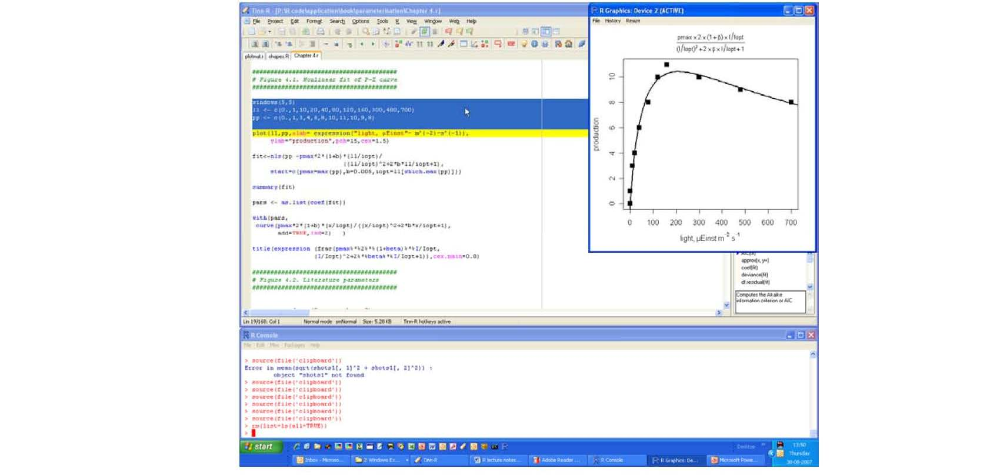 Tinn-R - [P:\R code\application\book\parameterisation\Chapter 4.r]
File Project Edit Format Search Options Tools R View Window Web Help
plotmat.r shapes.R Chapter 4.r
#######################################
# Figure 4.1. Nonlinear fit of P-I curve
#######################################
windows(5,5)
ll <- c(0.,1,10,20,40,80,120,160,300,480,700)
pp <- c(0.,1,3,4,6,8,10,11,10,9,8)
plot(ll,pp,xlab= expression("light, µEinst"~ m^{-2}~s^{-1}),
ylab="production",pch=15,cex=1.5)
fit<-nls(pp ~pmax*2*(1+b)*(ll/iopt)/
((ll/iopt)^2+2*b*ll/iopt+1),
start=c(pmax=max(pp),b=0.005,iopt=ll[which.max(pp)]))
summary(fit)
pars <- as.list(coef(fit))
with(pars,
curve(pmax*2*(1+b)*(x/iopt)/((x/iopt)^2+2*b*x/iopt+1),
add=TRUE,lwd=2) )
title(expression (frac(pmax%*%2%*%(1+beta)%*%I/Iopt,
(I/Iopt)^2+2%*%beta%*%I/Iopt+1)),cex.main=0.8)
#######################################
# Figure 4.2. Literature parameters
#######################################
Lin 19/168: Col 1 Normal mode smNormal Size: 5.28 KB Tinn-R hotkeys active
R Graphics: Device 2 (ACTIVE)
File History Resize
pmax × 2 × (1 + β) × I/Iopt
(I/Iopt)² + 2 × β × I/Iopt + 1
production
0 2 4 6 8 10
0 100 200 300 400 500 600 700
light, µEinst m⁻² s⁻¹
AIC(fit)
approx(x, y=)
coef(fit)
deviance(fit)
df.residual(fit)
Computes the Akaike
information criterion or AIC
R Console
File Edit Misc Packages Help
> source(file('clipboard'))
Error in mean(sqrt(shots1[, 1]^2 + shots1[, 2]^2)) :
object "shots1" not found
> source(file('clipboard'))
> source(file('clipboard'))
> source(file('clipboard'))
> source(file('clipboard'))
> source(file('clipboard'))
> source(file('clipboard'))
> rm(list=ls(all=TRUE))
>
start
Desktop
13:50
Thursday
30-08-2007
Inbox - Microso... 2 Windows Ex... Tinn-R R lecture notes... Adobe Reader ... R Console R Graphics: De... Microsoft Powe...